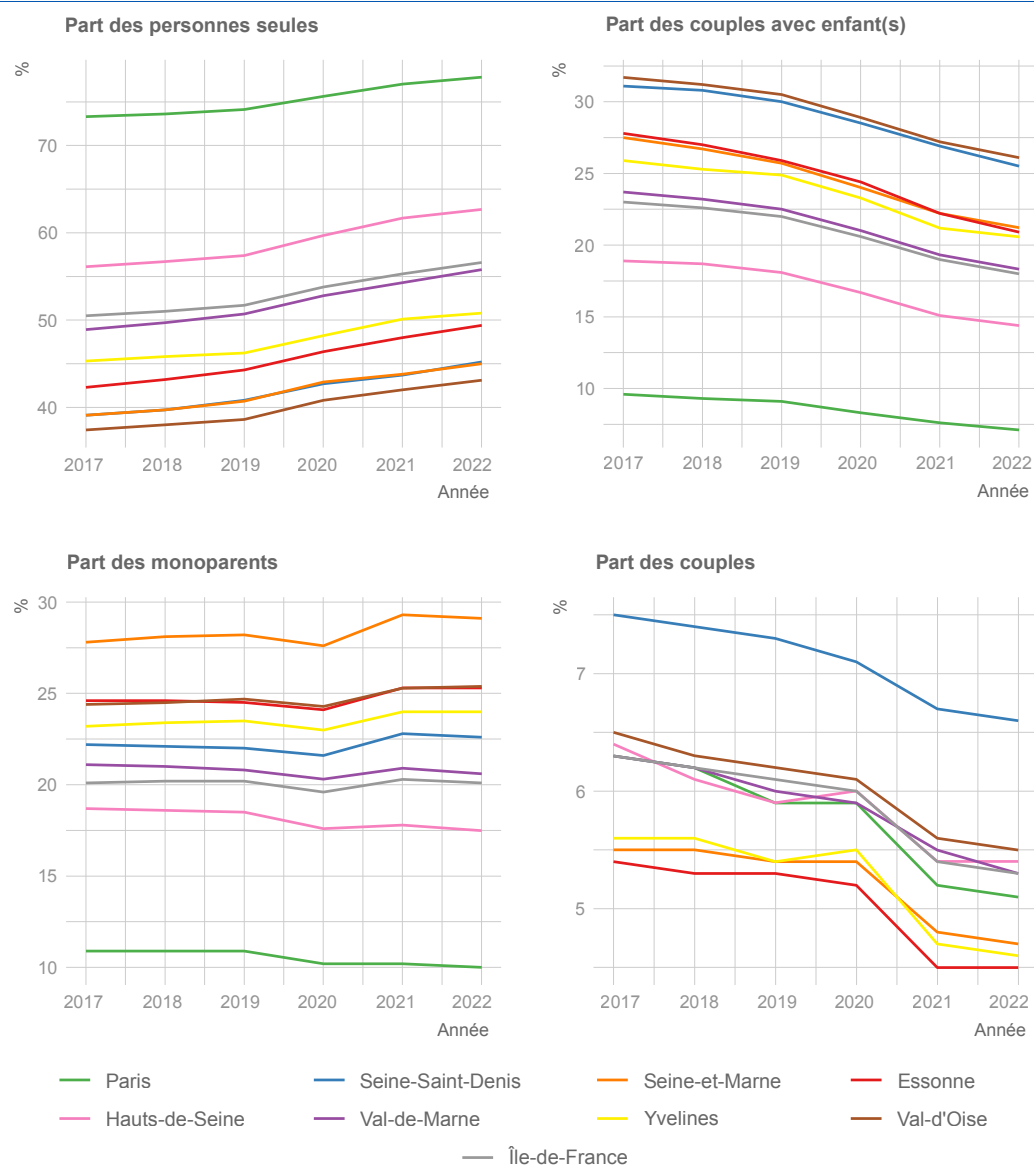 Part des personnes seules
%
70
60
50
40
2017 2018 2019 2020 2021 2022
Année
Part des couples avec enfant(s)
%
30
25
20
15
10
2017 2018 2019 2020 2021 2022
Année
Part des monoparents
%
30
25
20
15
10
2017 2018 2019 2020 2021 2022
Année
Part des couples
%
7
6
5
2017 2018 2019 2020 2021 2022
Année
Paris Seine-Saint-Denis Seine-et-Marne Essonne
Hauts-de-Seine Val-de-Marne Yvelines Val-d'Oise
Île-de-France